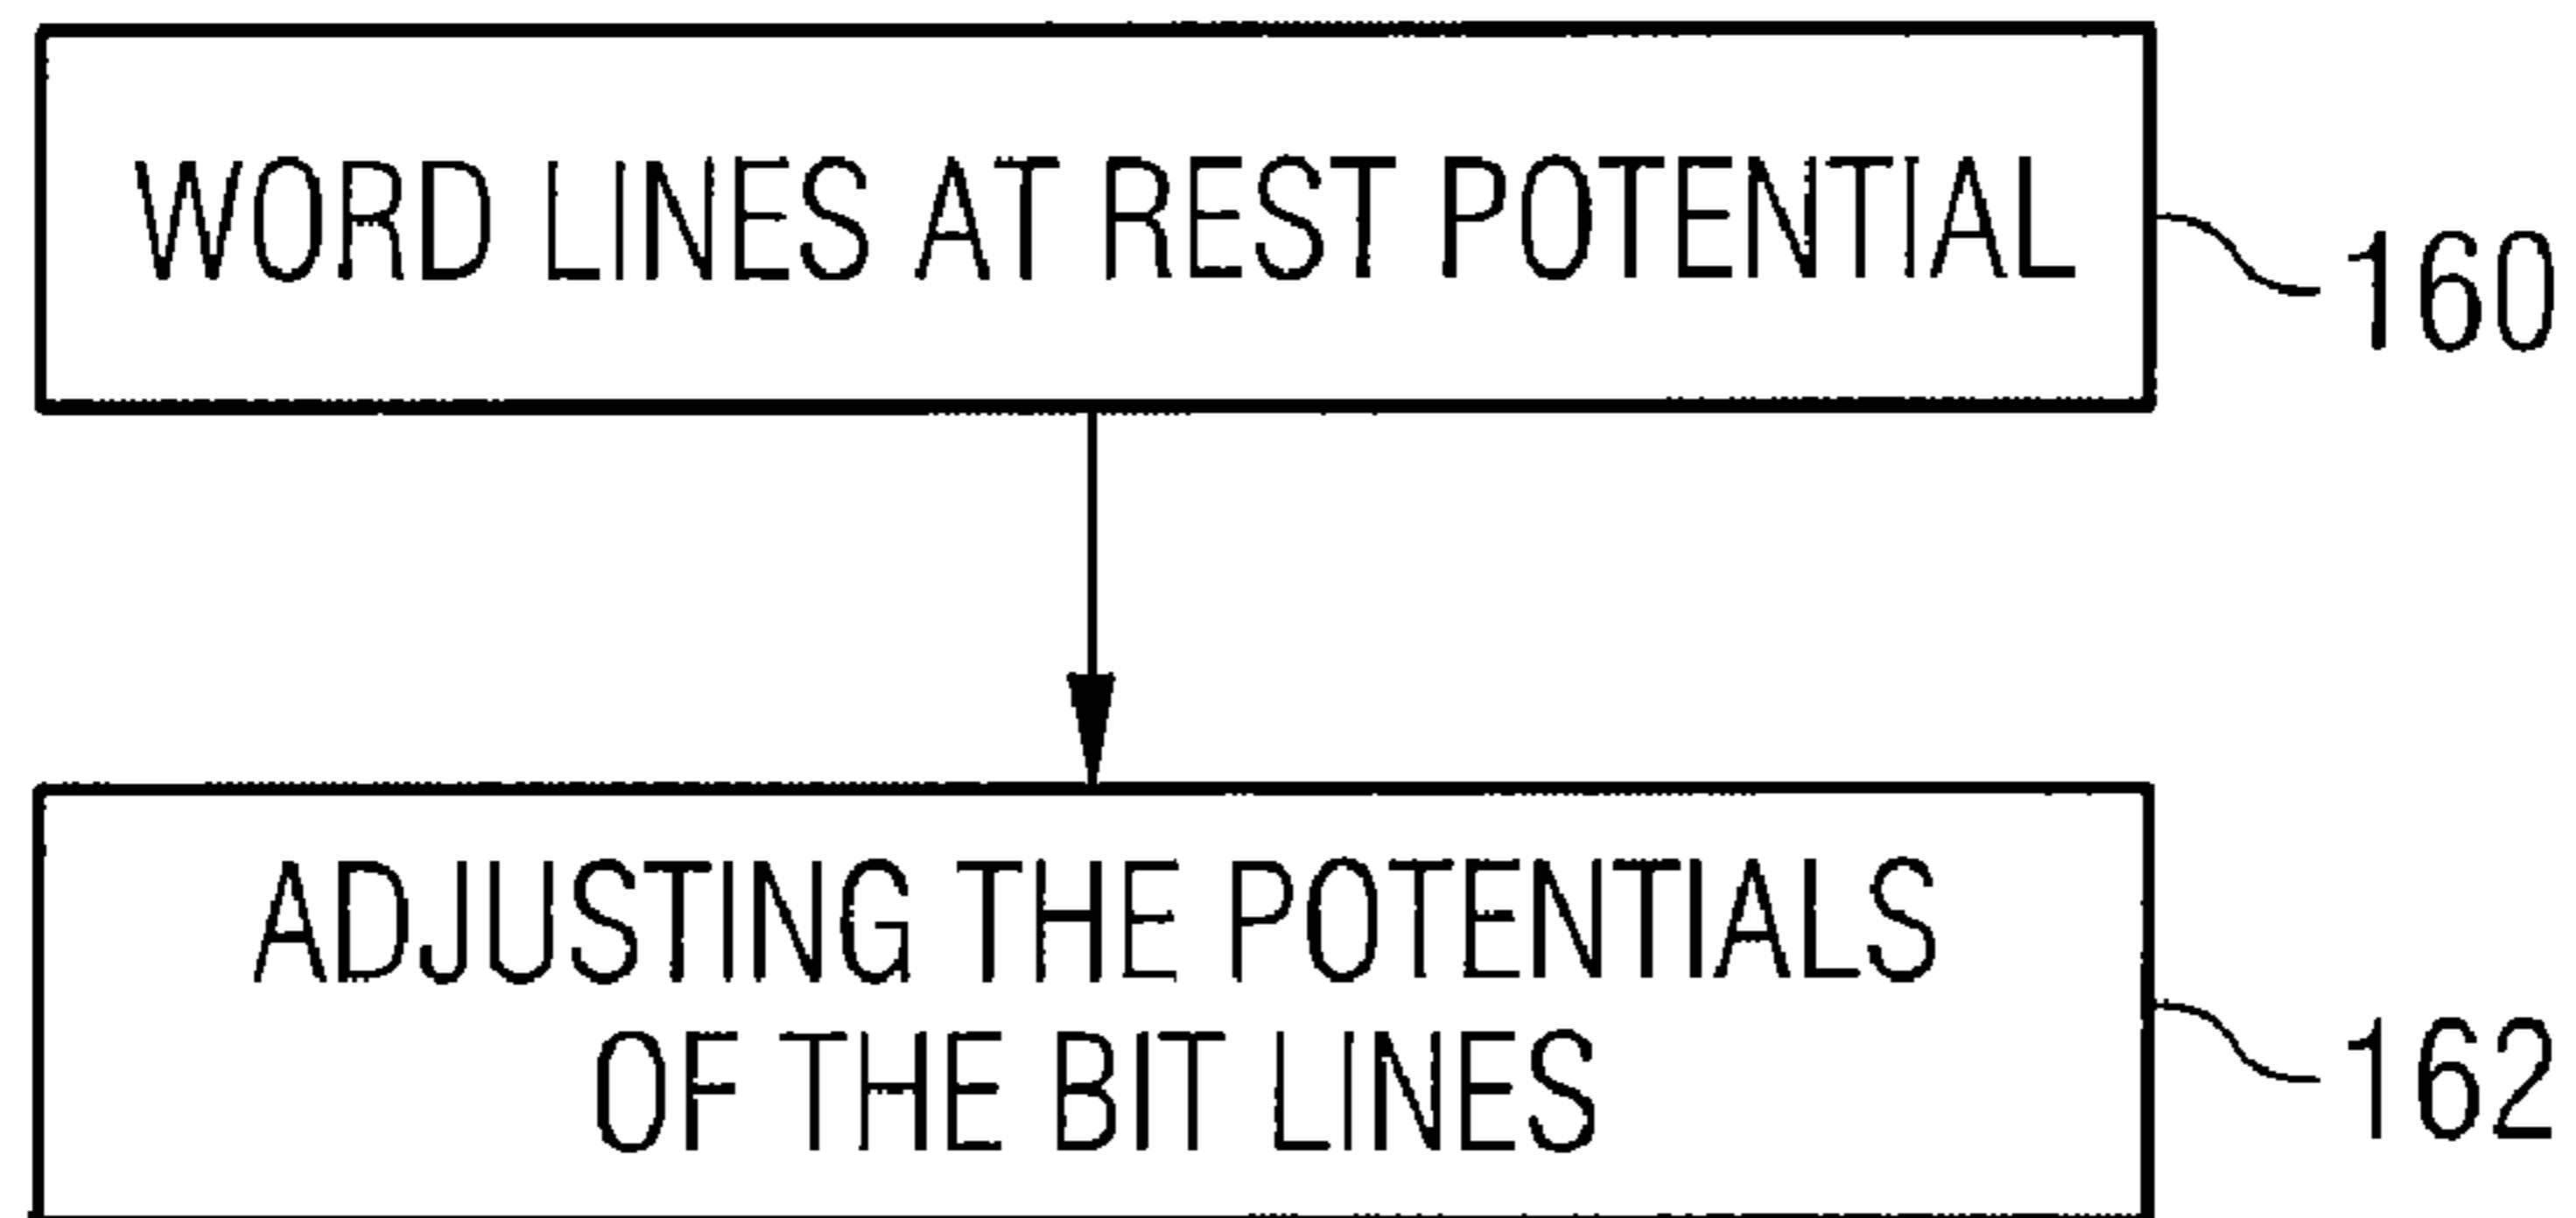 WORD LINES AT REST POTENTIAL
160
ADJUSTING THE POTENTIALS
OF THE BIT LINES
162